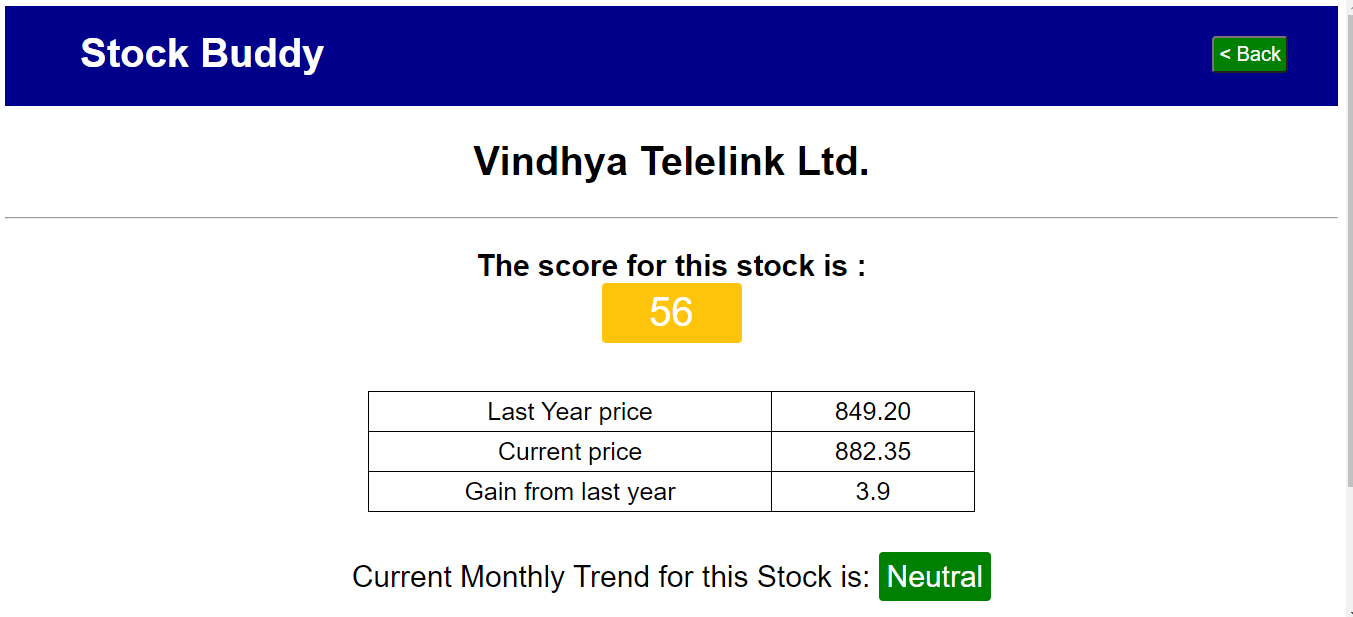 Stock Buddy
< Back
Vindhya Telelink Ltd.
The score for this stock is :
56
Last Year price 849.20
Current price 882.35
Gain from last year 3.9
Current Monthly Trend for this Stock is: Neutral